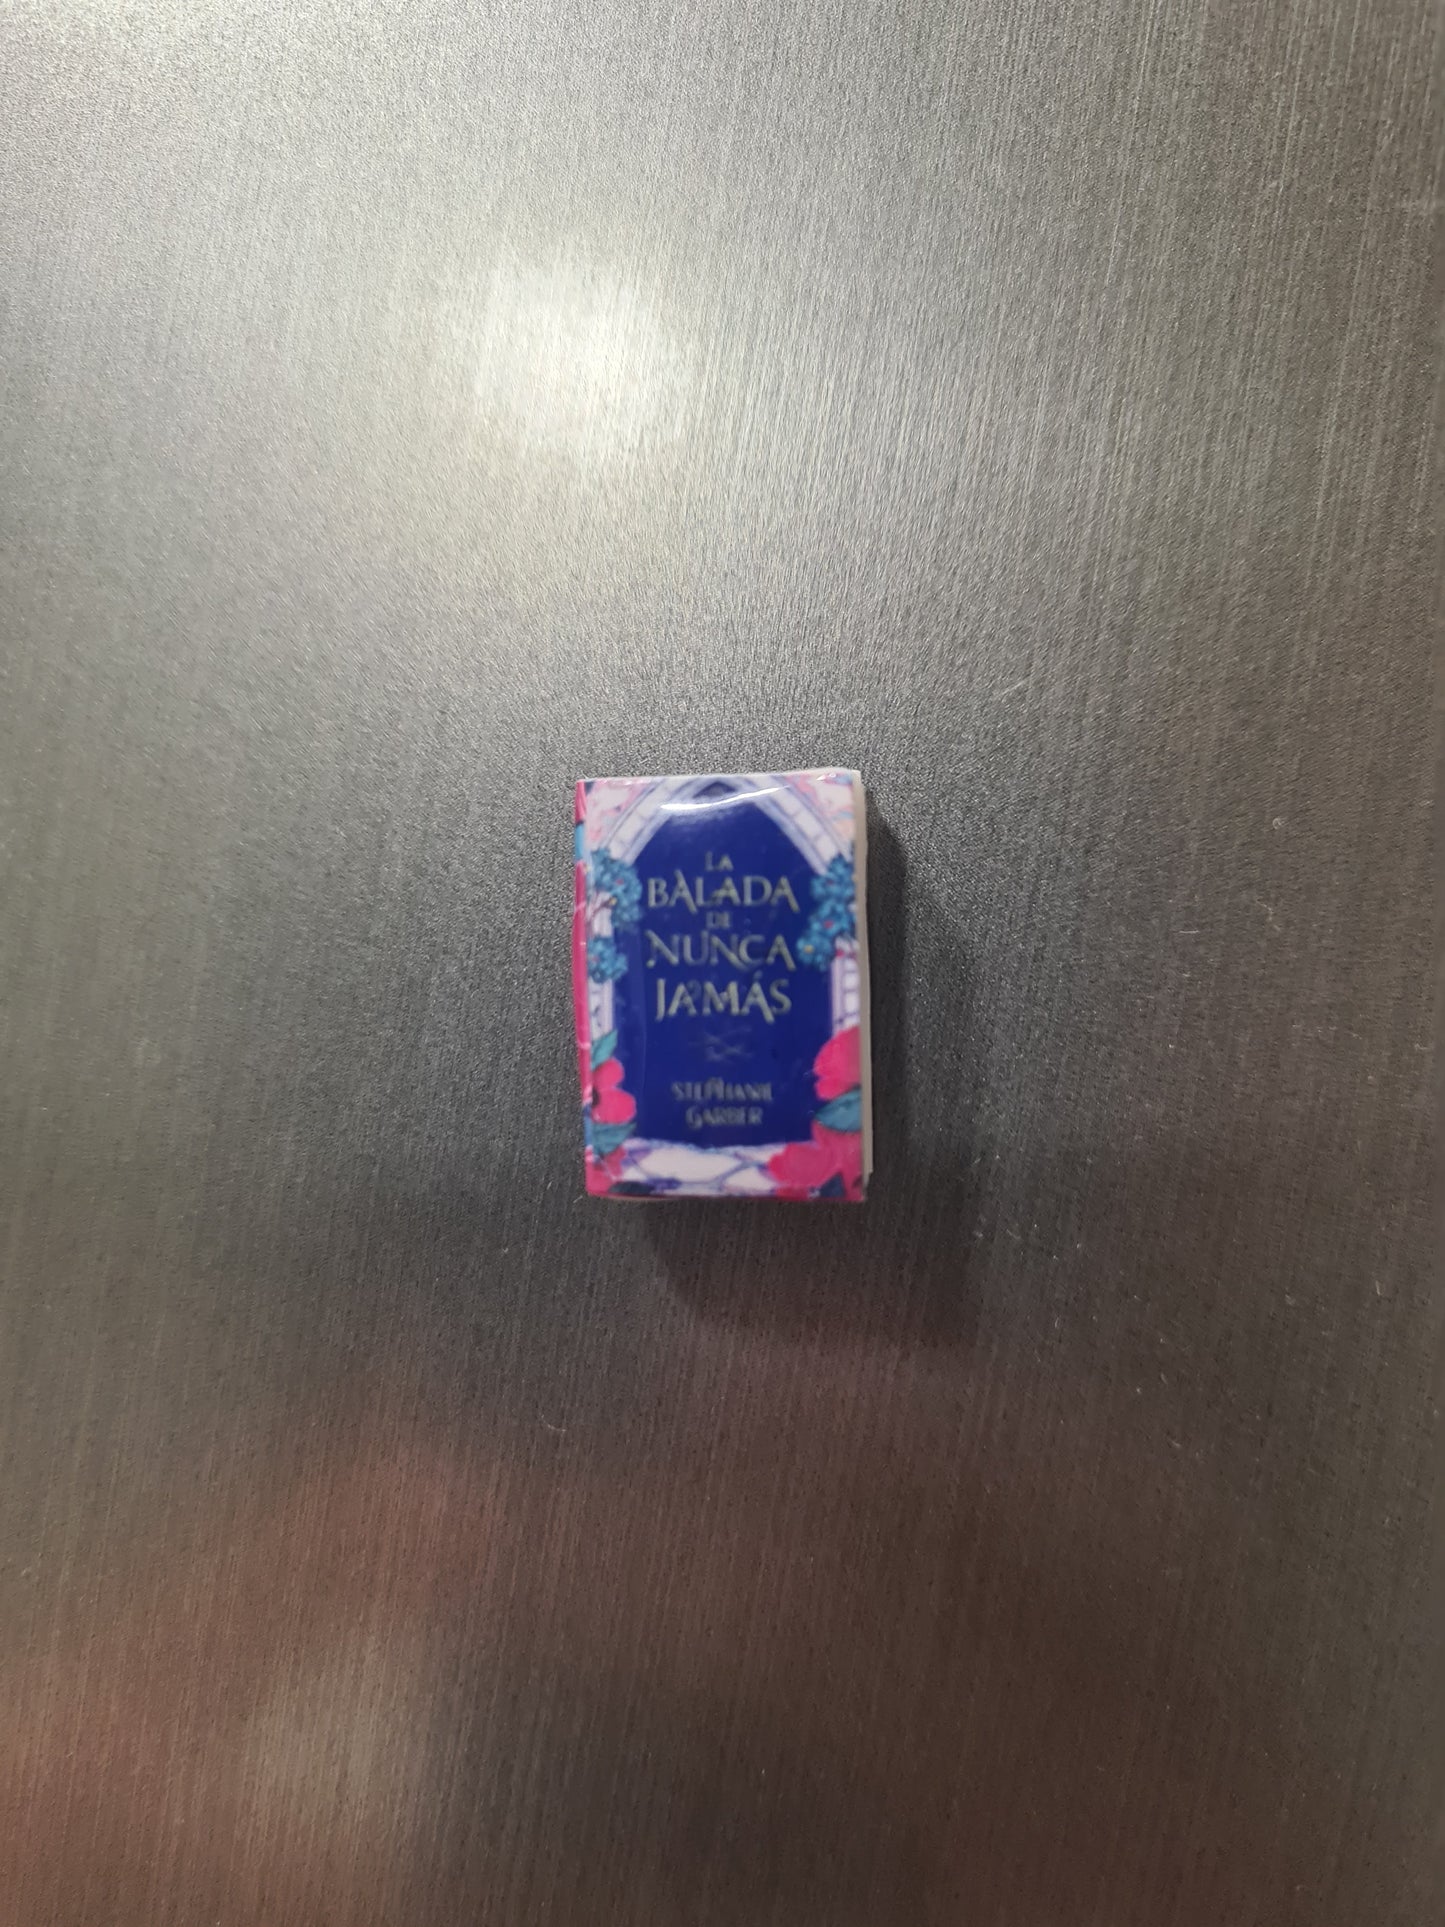 LA
BALADA
DE
NUNCA
JAMÁS
STEPHANIE
GARBER